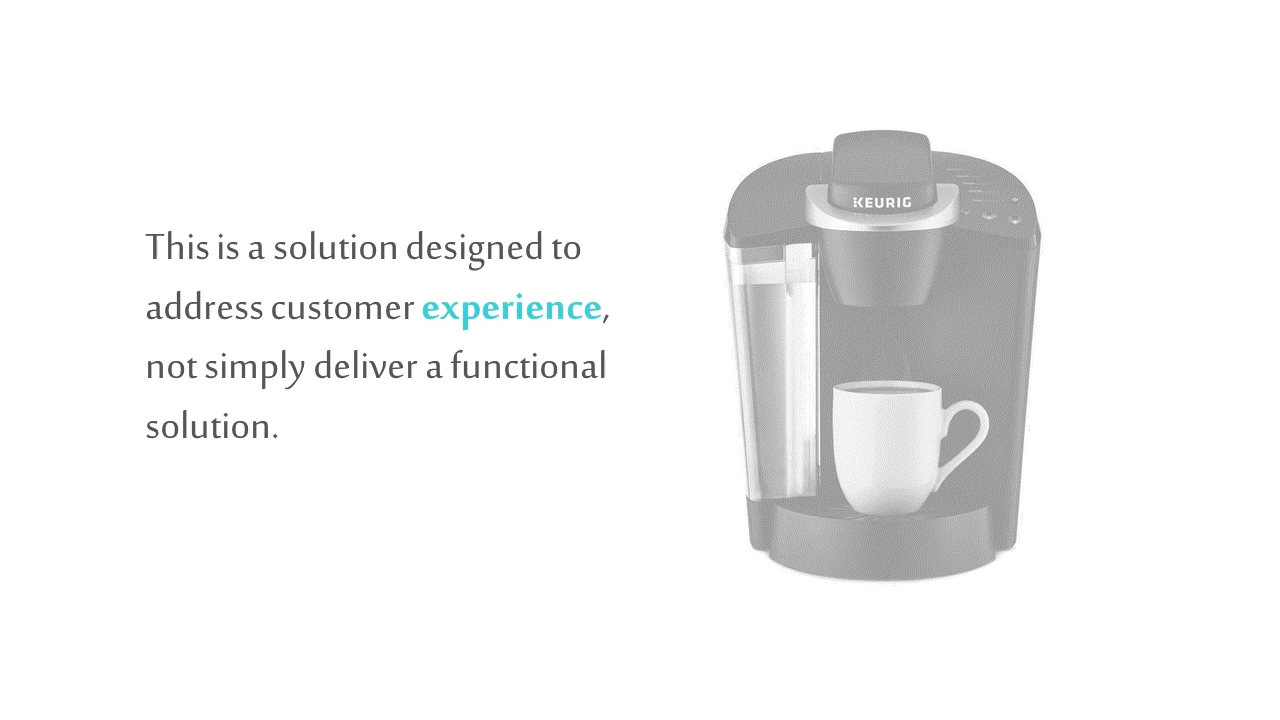 This is a solution designed to
address customer experience,
not simply deliver a functional
solution.
KEURIG